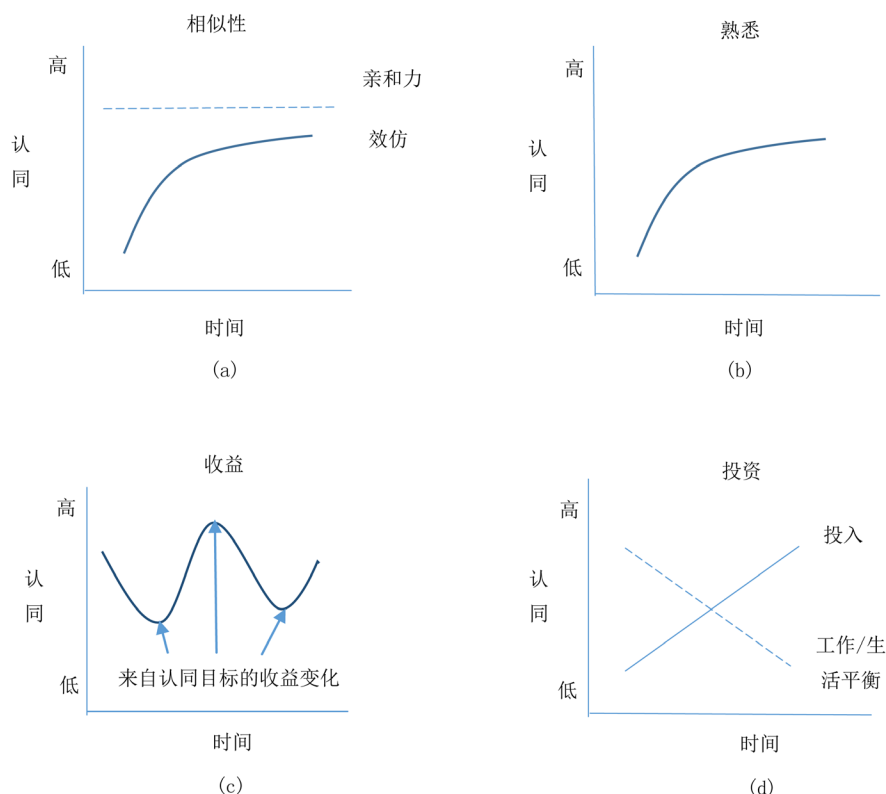 相似性
高
亲和力
效仿
认
同
低
时间
(a)
熟悉
高
认
同
低
时间
(b)
收益
高
认
同
来自认同目标的收益变化
低
时间
(c)
投资
高
投入
认
同
工作/生
活平衡
低
时间
(d)